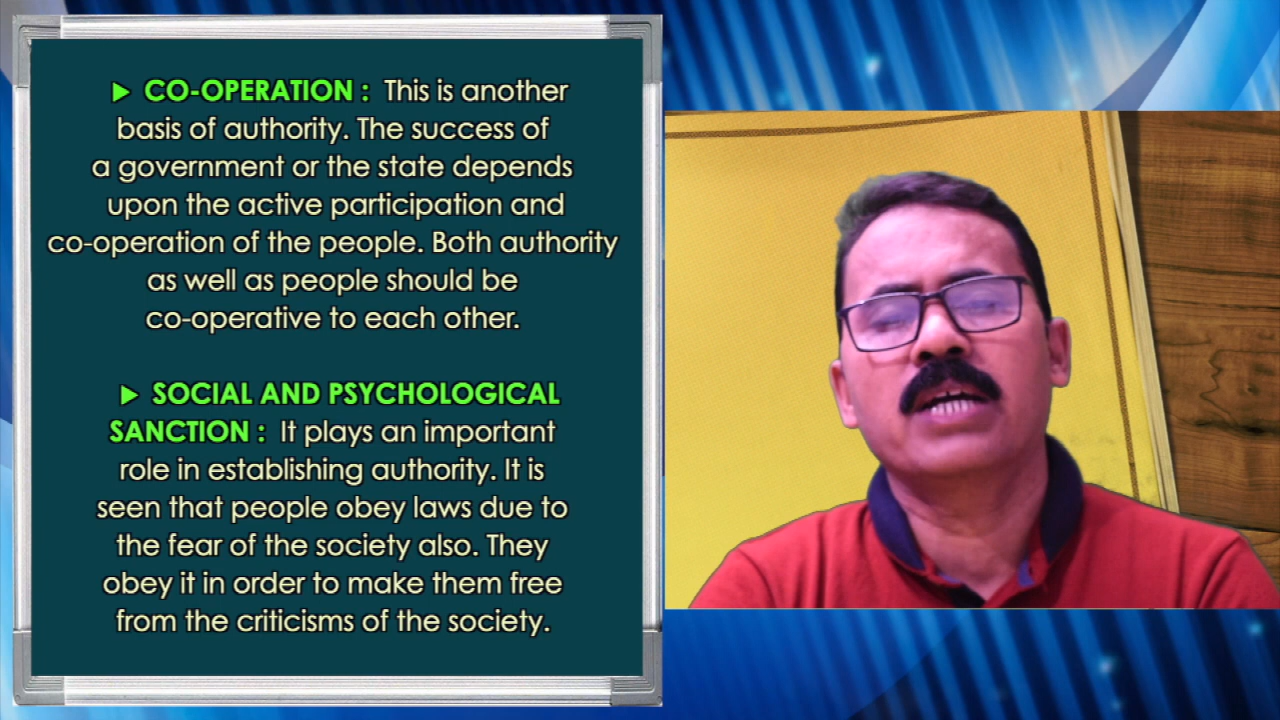 ▶ CO-OPERATION : This is another
basis of authority. The success of
a government or the state depends
upon the active participation and
co-operation of the people. Both authority
as well as people should be
co-operative to each other.
▶ SOCIAL AND PSYCHOLOGICAL
SANCTION : It plays an important
role in establishing authority. It is
seen that people obey laws due to
the fear of the society also. They
obey it in order to make them free
from the criticisms of the society.